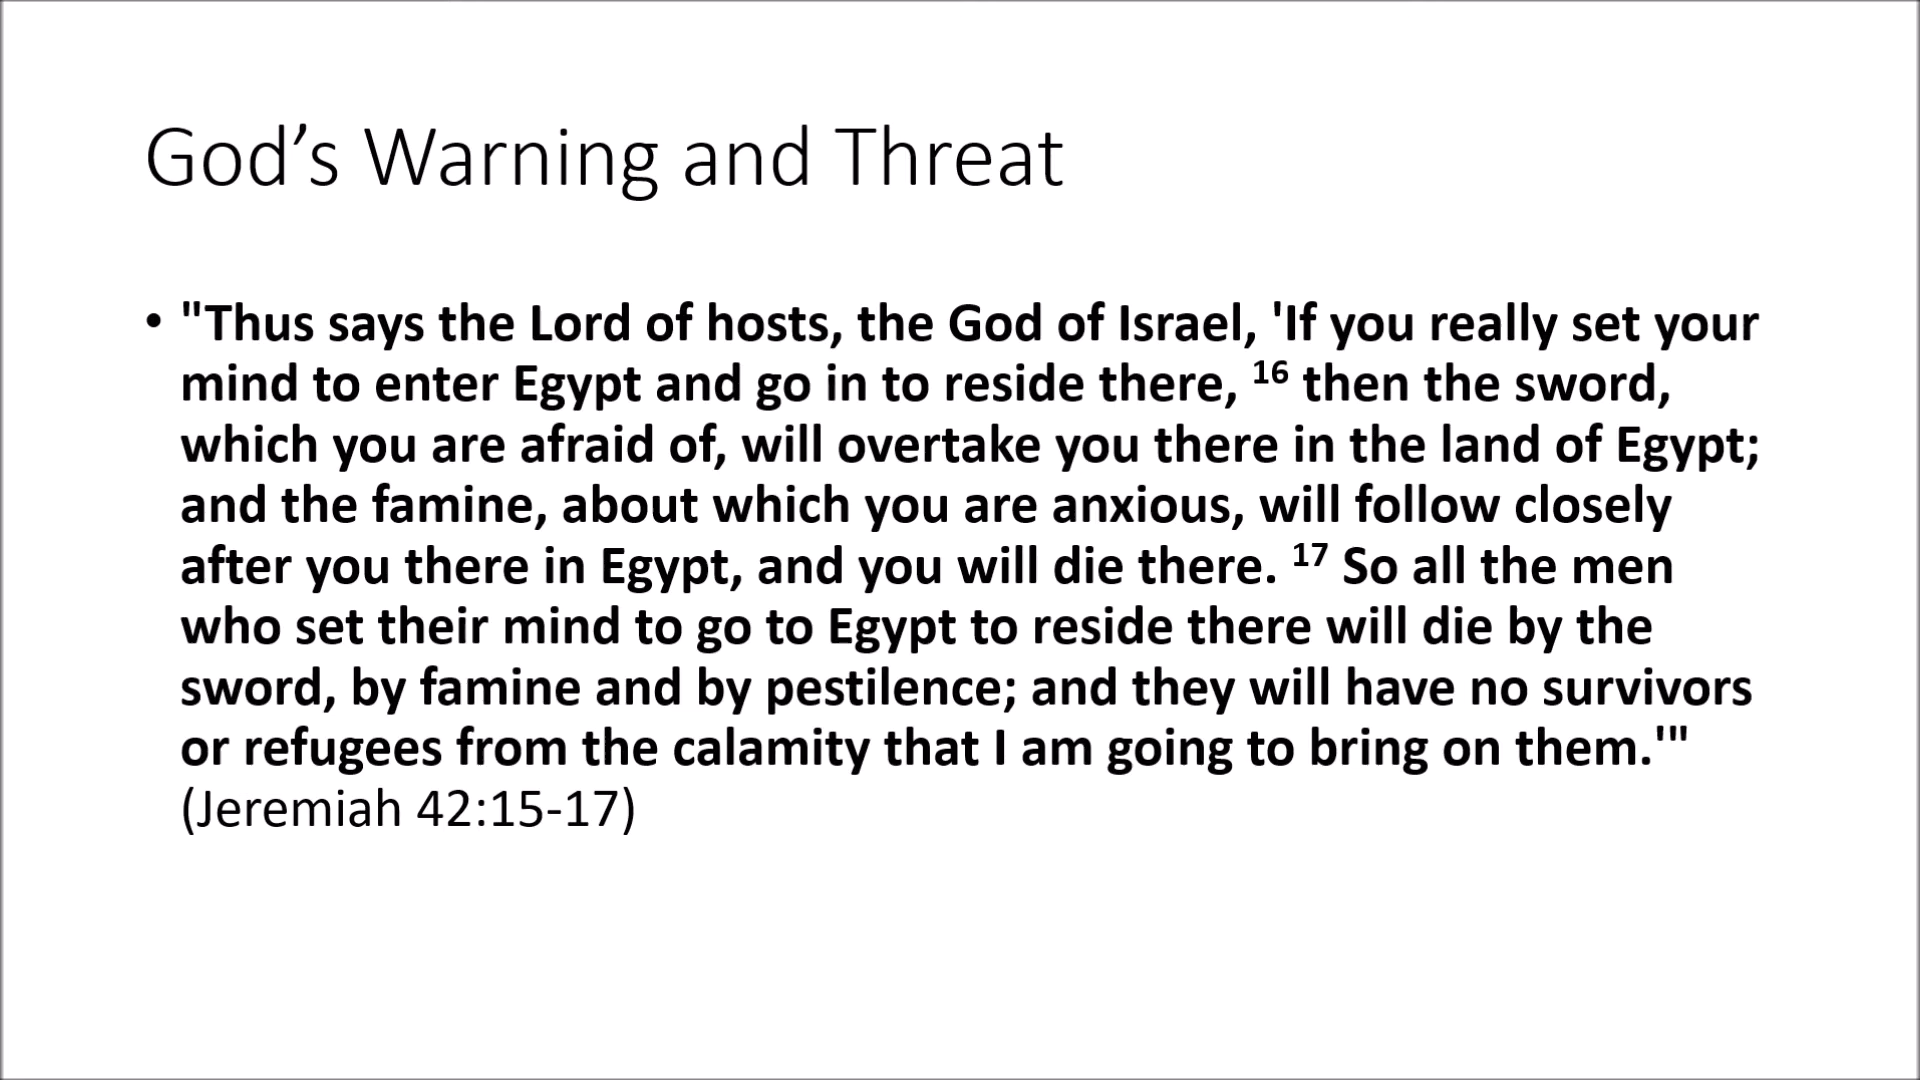 God’s Warning and Threat
• "Thus says the Lord of hosts, the God of Israel, 'If you really set your
mind to enter Egypt and go in to reside there, 16 then the sword,
which you are afraid of, will overtake you there in the land of Egypt;
and the famine, about which you are anxious, will follow closely
after you there in Egypt, and you will die there. 17 So all the men
who set their mind to go to Egypt to reside there will die by the
sword, by famine and by pestilence; and they will have no survivors
or refugees from the calamity that I am going to bring on them.'"
(Jeremiah 42:15-17)